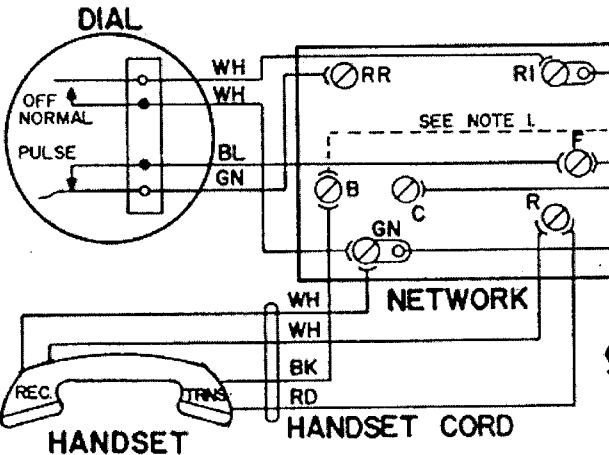 DIAL
WH
RR
R1
OFF
NORMAL
WH
SEE NOTE 1.
F
PULSE
BL
GN
B
C
R
GN
WH
NETWORK
WH
BK
REC.
TRNS.
RD
HANDSET CORD
HANDSET